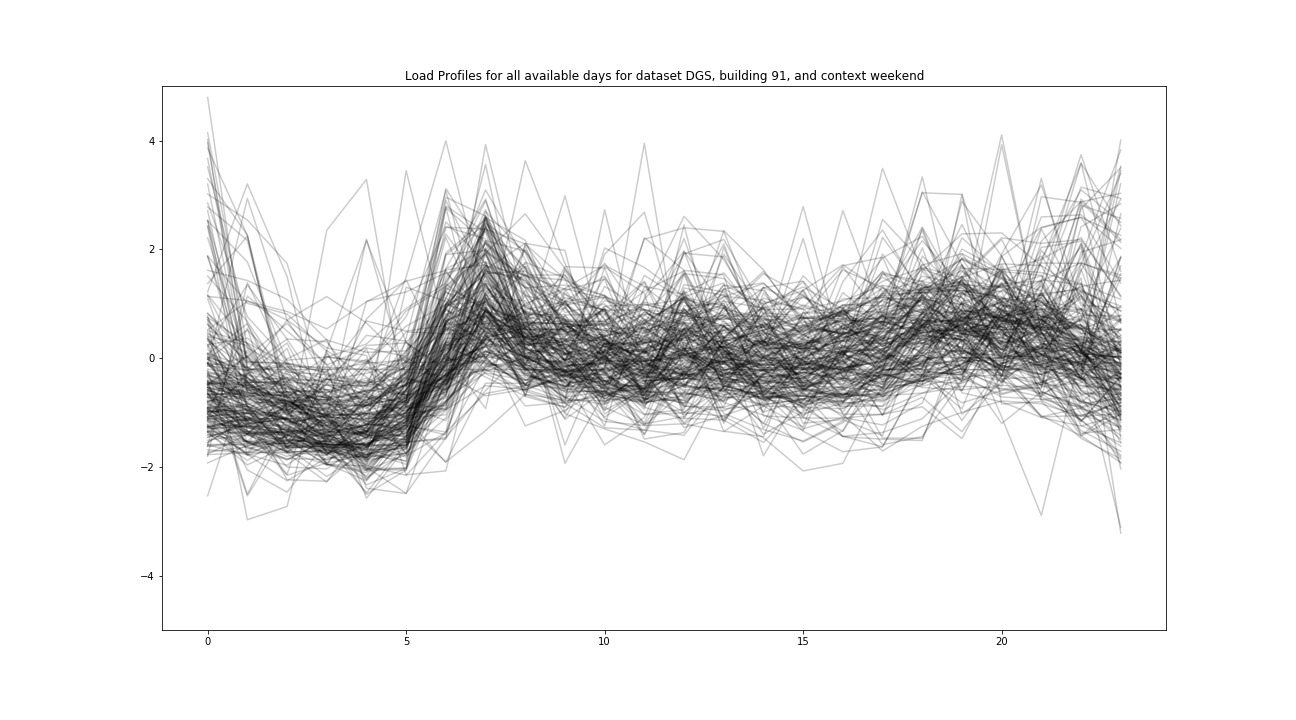 Load Profiles for all available days for dataset DGS, building 91, and context weekend
4
2
0
−2
−4
0 5 10 15 20